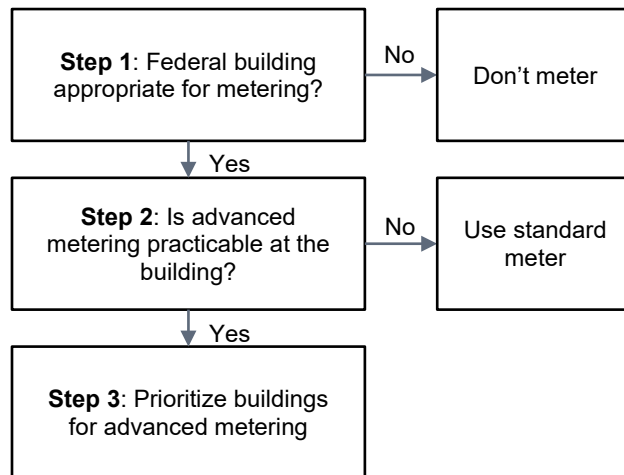 Step 1: Federal building
appropriate for metering?
No
Don’t meter
Yes
Step 2: Is advanced
metering practicable at the
building?
No
Use standard
meter
Yes
Step 3: Prioritize buildings
for advanced metering